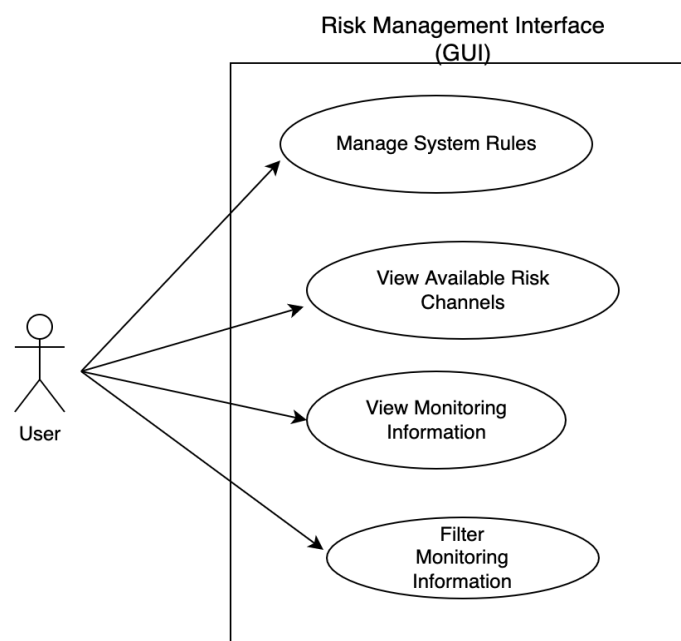 Risk Management Interface
(GUI)
Manage System Rules
View Available Risk
Channels
View Monitoring
Information
User
Filter
Monitoring
Information